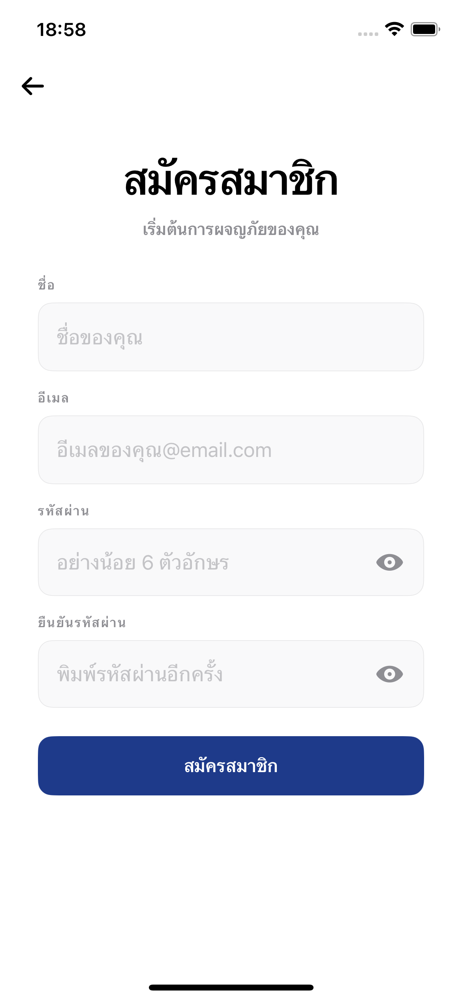 18:58
สมัครสมาชิก
เริ่มต้นการผจญภัยของคุณ
ชื่อ
ชื่อของคุณ
อีเมล
อีเมลของคุณ@email.com
รหัสผ่าน
อย่างน้อย 6 ตัวอักษร
ยืนยันรหัสผ่าน
พิมพ์รหัสผ่านอีกครั้ง
สมัครสมาชิก